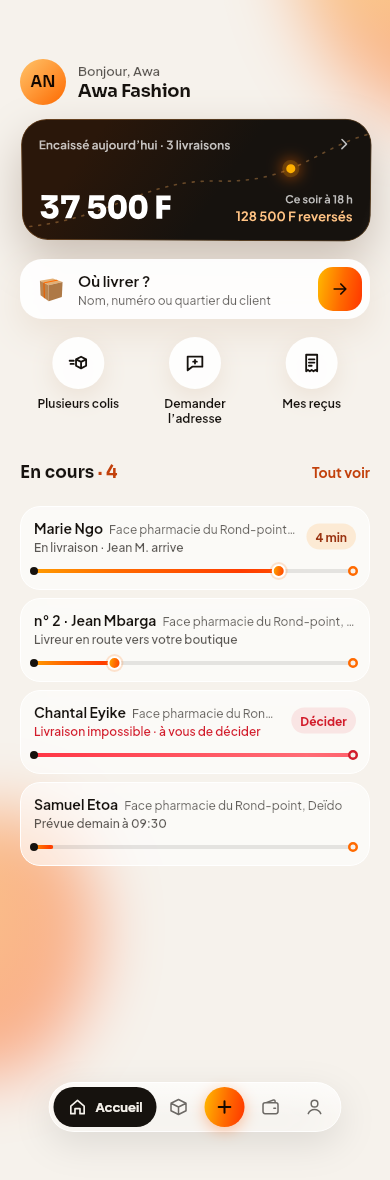 AN
Bonjour, Awa
Awa Fashion
Encaissé aujourd’hui · 3 livraisons
37 500 F
Ce soir à 18 h
128 500 F reversés
Où livrer ?
Nom, numéro ou quartier du client
Plusieurs colis
Demander
l’adresse
Mes reçus
En cours · 4
Tout voir
Marie Ngo Face pharmacie du Rond-point…
4 min
En livraison · Jean M. arrive
n° 2 · Jean Mbarga Face pharmacie du Rond-point, …
Livreur en route vers votre boutique
Chantal Eyike Face pharmacie du Ron…
Décider
Livraison impossible · à vous de décider
Samuel Etoa Face pharmacie du Rond-point, Deïdo
Prévue demain à 09:30
Accueil